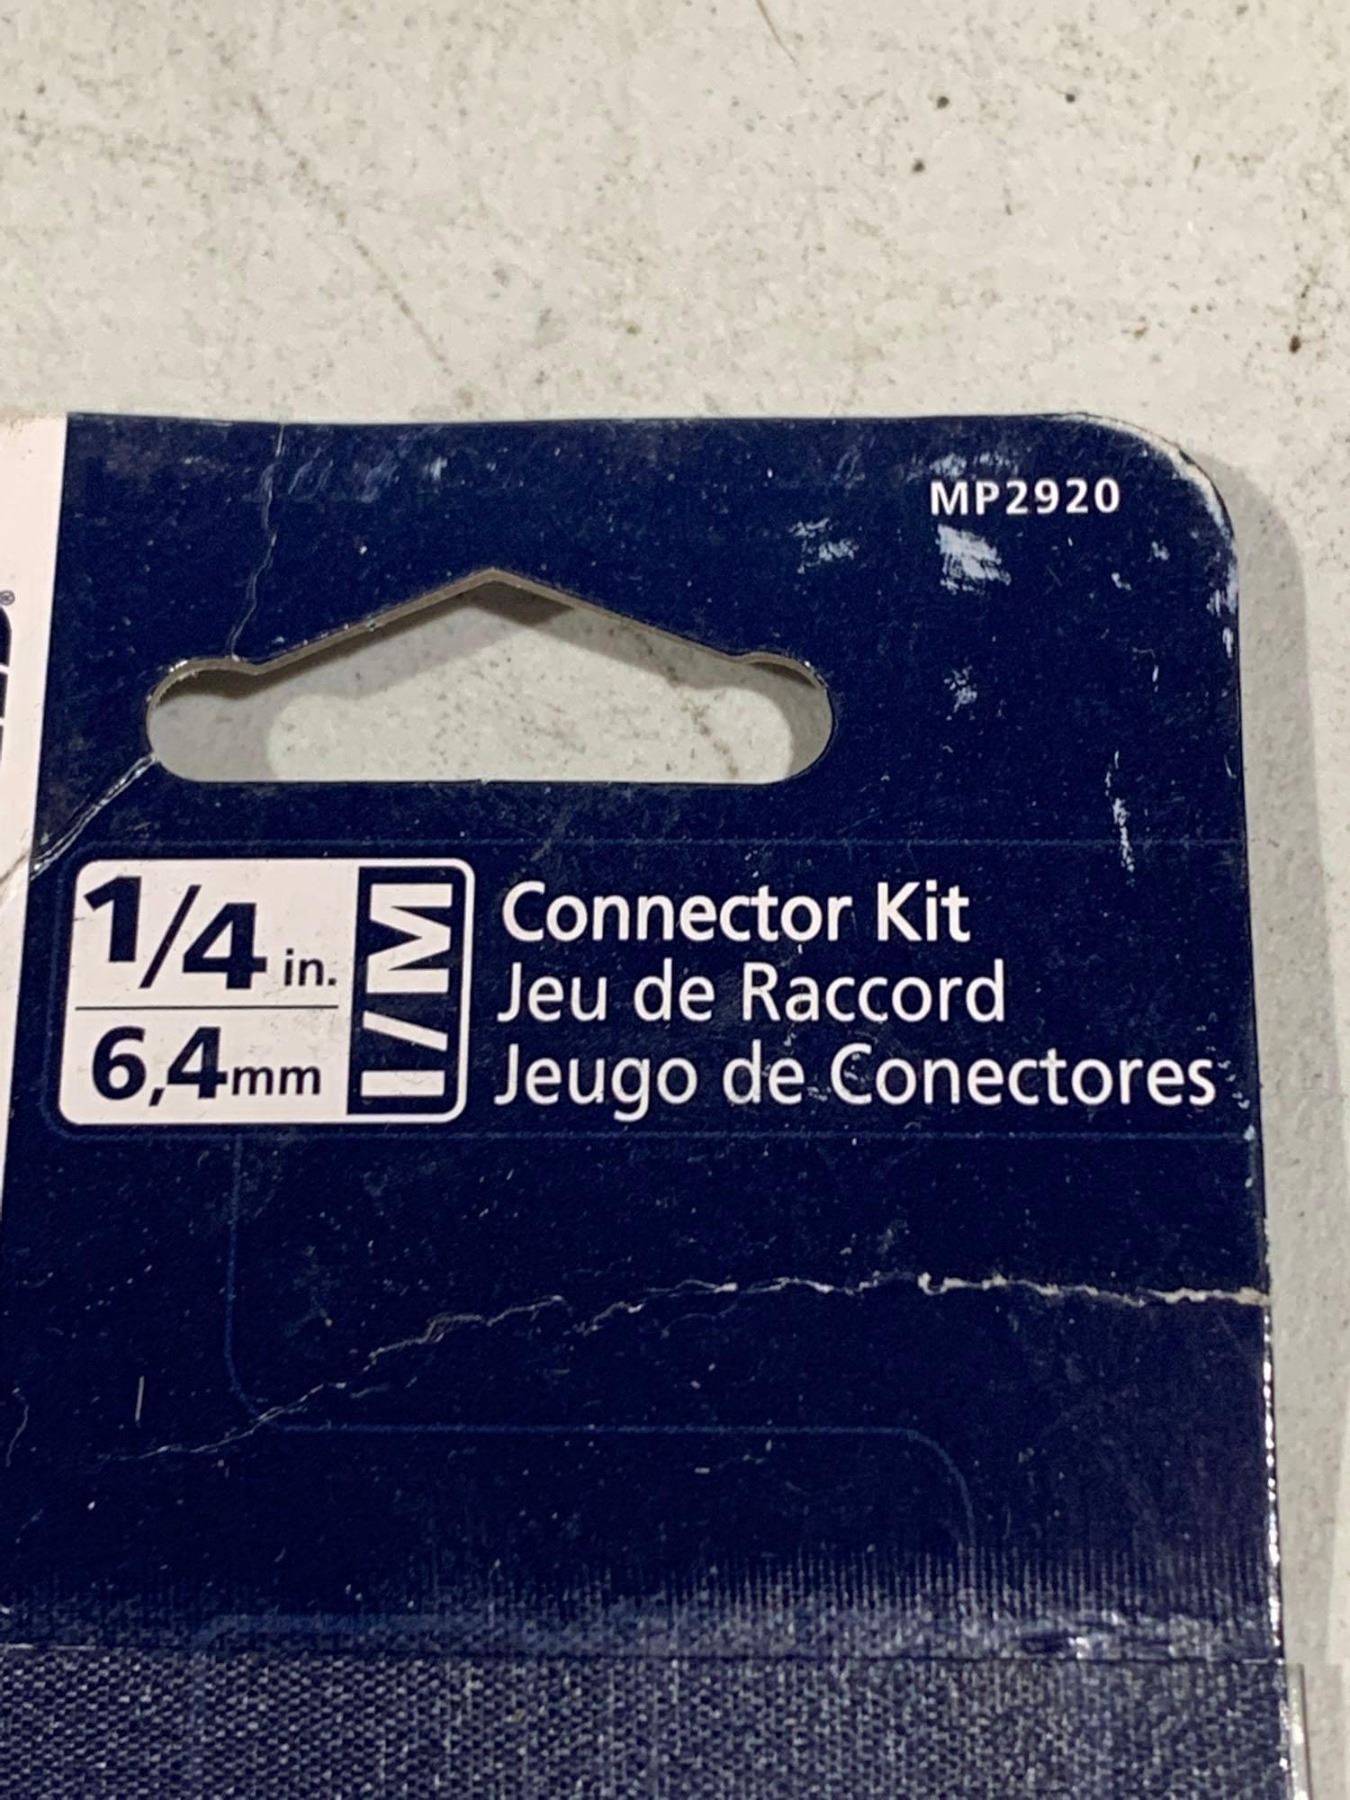 MP2920
1/4 in.
6,4mm
I/M
Connector Kit
Jeu de Raccord
Jeugo de Conectores
®